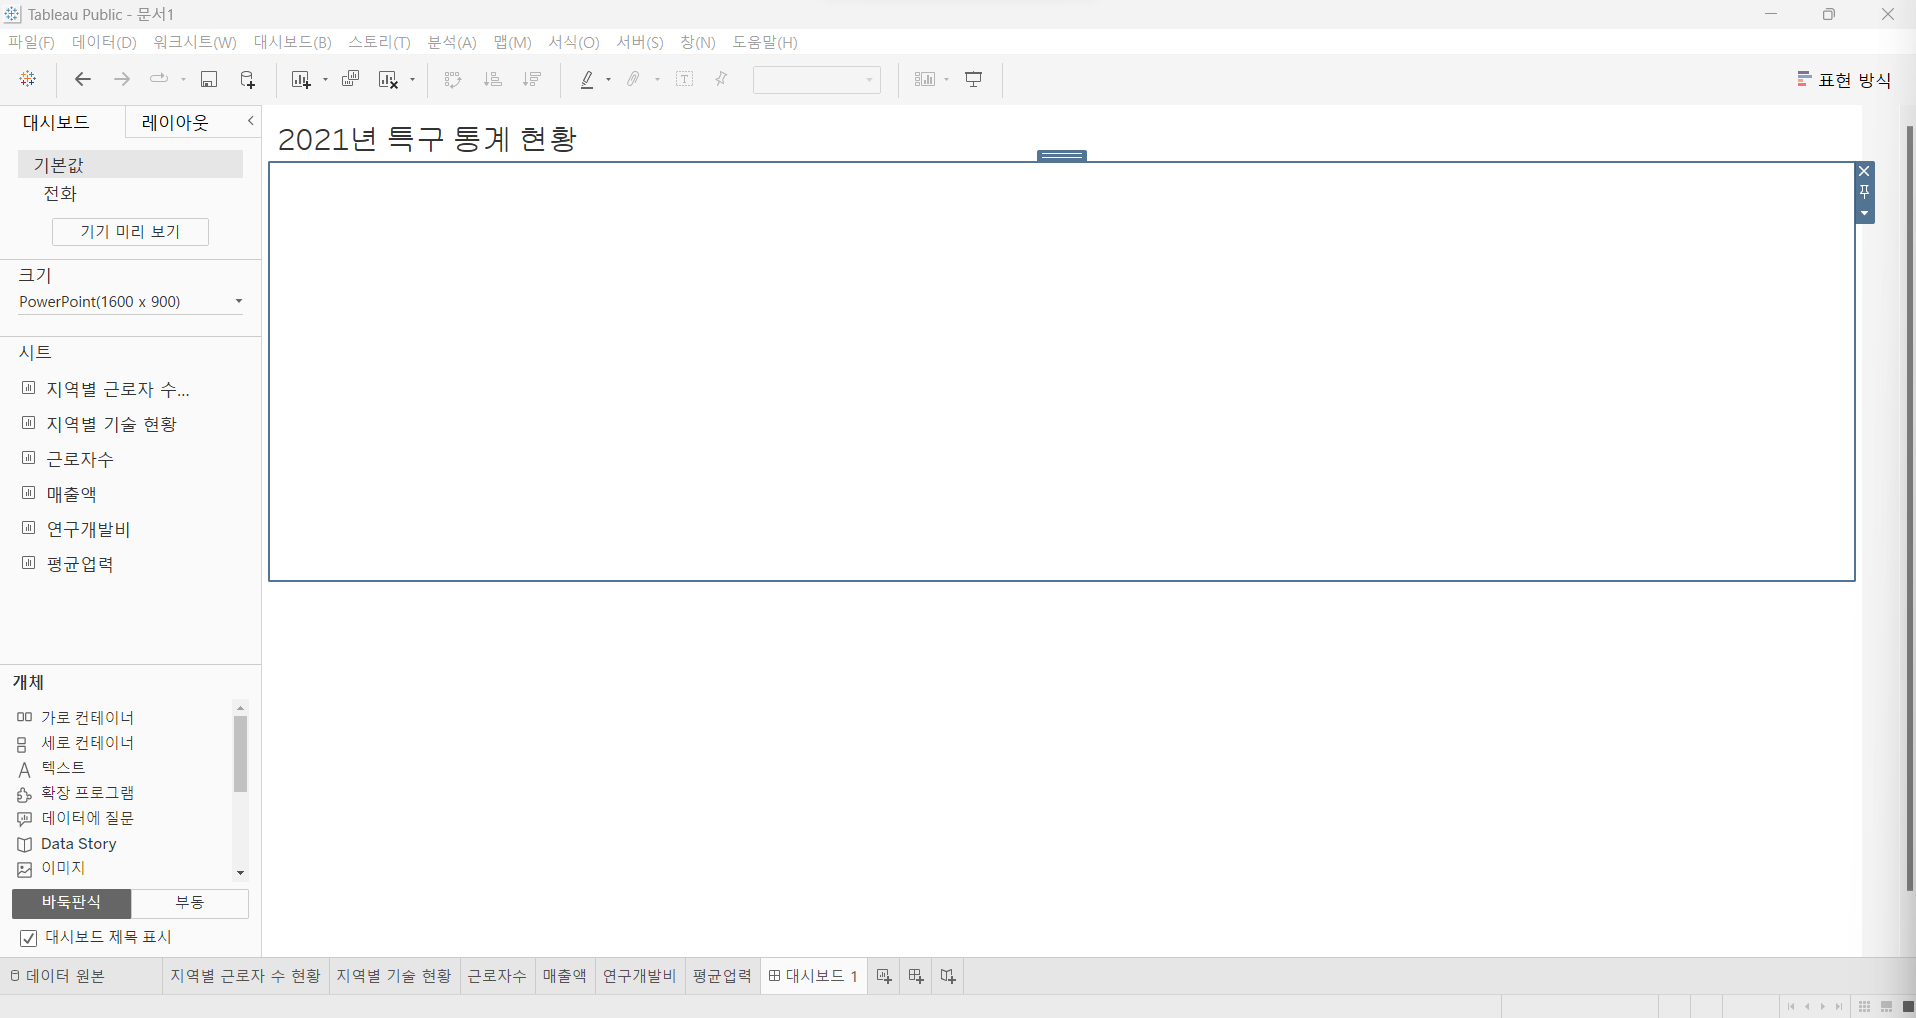 Tableau Public - 문서1
파일(F) 데이터(D) 워크시트(W) 대시보드(B) 스토리(T) 분석(A) 맵(M) 서식(O) 서버(S) 창(N) 도움말(H)
표현 방식
대시보드 레이아웃
기본값
전화
기기 미리 보기
크기
PowerPoint(1600 x 900)
시트
지역별 근로자 수...
지역별 기술 현황
근로자수
매출액
연구개발비
평균업력
개체
가로 컨테이너
세로 컨테이너
텍스트
확장 프로그램
데이터에 질문
Data Story
이미지
바둑판식 부동
대시보드 제목 표시
2021년 특구 통계 현황
데이터 원본 지역별 근로자 수 현황 지역별 기술 현황 근로자수 매출액 연구개발비 평균업력 대시보드 1